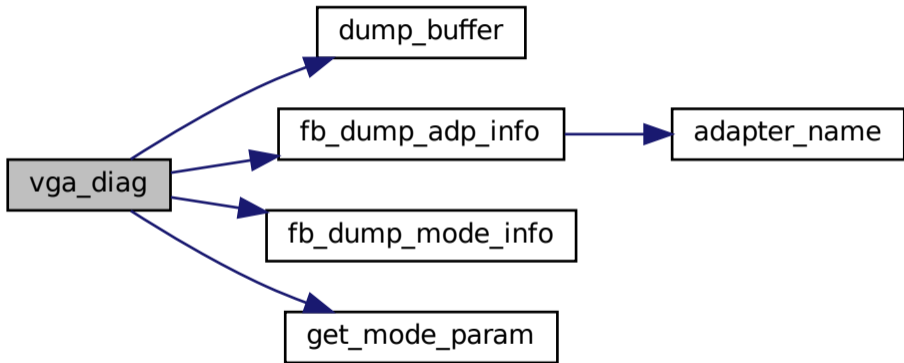 dump_buffer
fb_dump_adp_info
adapter_name
vga_diag
fb_dump_mode_info
get_mode_param